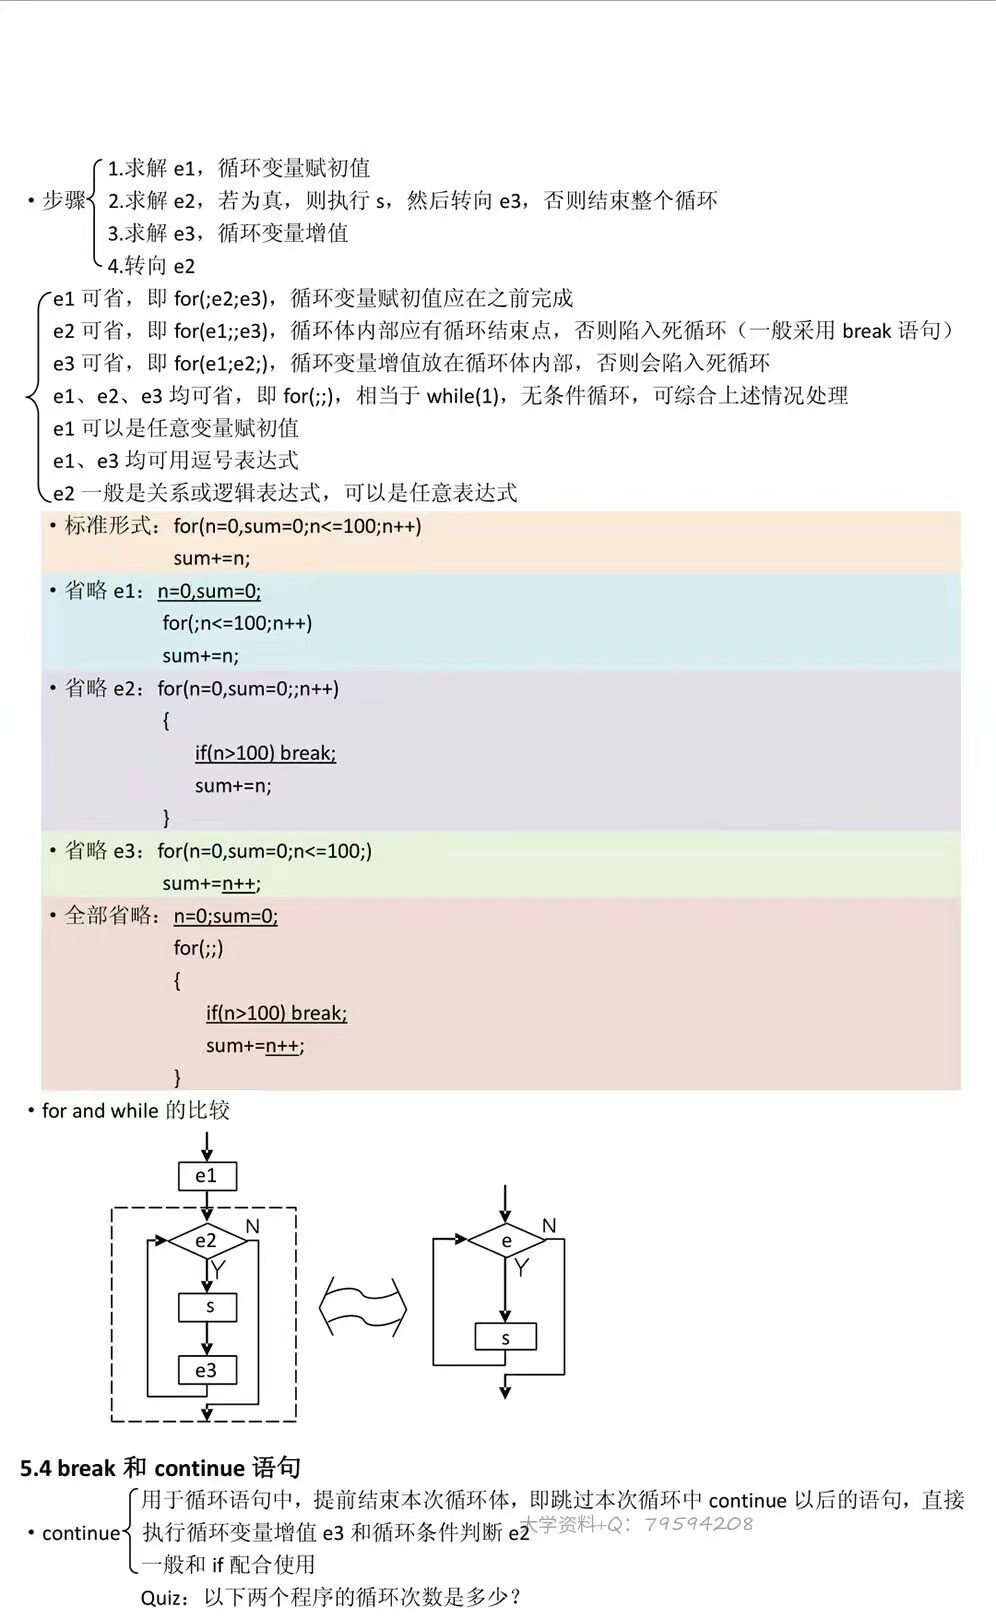 1.求解 e1，循环变量赋初值
• 步骤 2.求解 e2，若为真，则执行 s，然后转向 e3，否则结束整个循环
3.求解 e3，循环变量增值
4.转向 e2
e1 可省，即 for(;e2;e3)，循环变量赋初值应在之前完成
e2 可省，即 for(e1;;e3)，循环体内部应有循环结束点，否则陷入死循环（一般采用 break 语句）
e3 可省，即 for(e1;e2;)，循环变量增值放在循环体内部，否则会陷入死循环
e1、e2、e3 均可省，即 for(;;)，相当于 while(1)，无条件循环，可综合上述情况处理
e1 可以是任意变量赋初值
e1、e3 均可用逗号表达式
e2 一般是关系或逻辑表达式，可以是任意表达式
• 标准形式：for(n=0,sum=0;n<=100;n++)
sum+=n;
• 省略 e1：n=0,sum=0;
for(;n<=100;n++)
sum+=n;
• 省略 e2：for(n=0,sum=0;;n++)
{
if(n>100) break;
sum+=n;
}
• 省略 e3：for(n=0,sum=0;n<=100;)
sum+=n++;
• 全部省略：n=0;sum=0;
for(;;)
{
if(n>100) break;
sum+=n++;
}
• for and while 的比较
e1
e2 N
Y
s
e3
e N
Y
s
5.4 break 和 continue 语句
用于循环语句中，提前结束本次循环体，即跳过本次循环中 continue 以后的语句，直接
• continue 执行循环变量增值 e3 和循环条件判断 e2
大学资料+Q：79594208
一般和 if 配合使用
Quiz：以下两个程序的循环次数是多少？